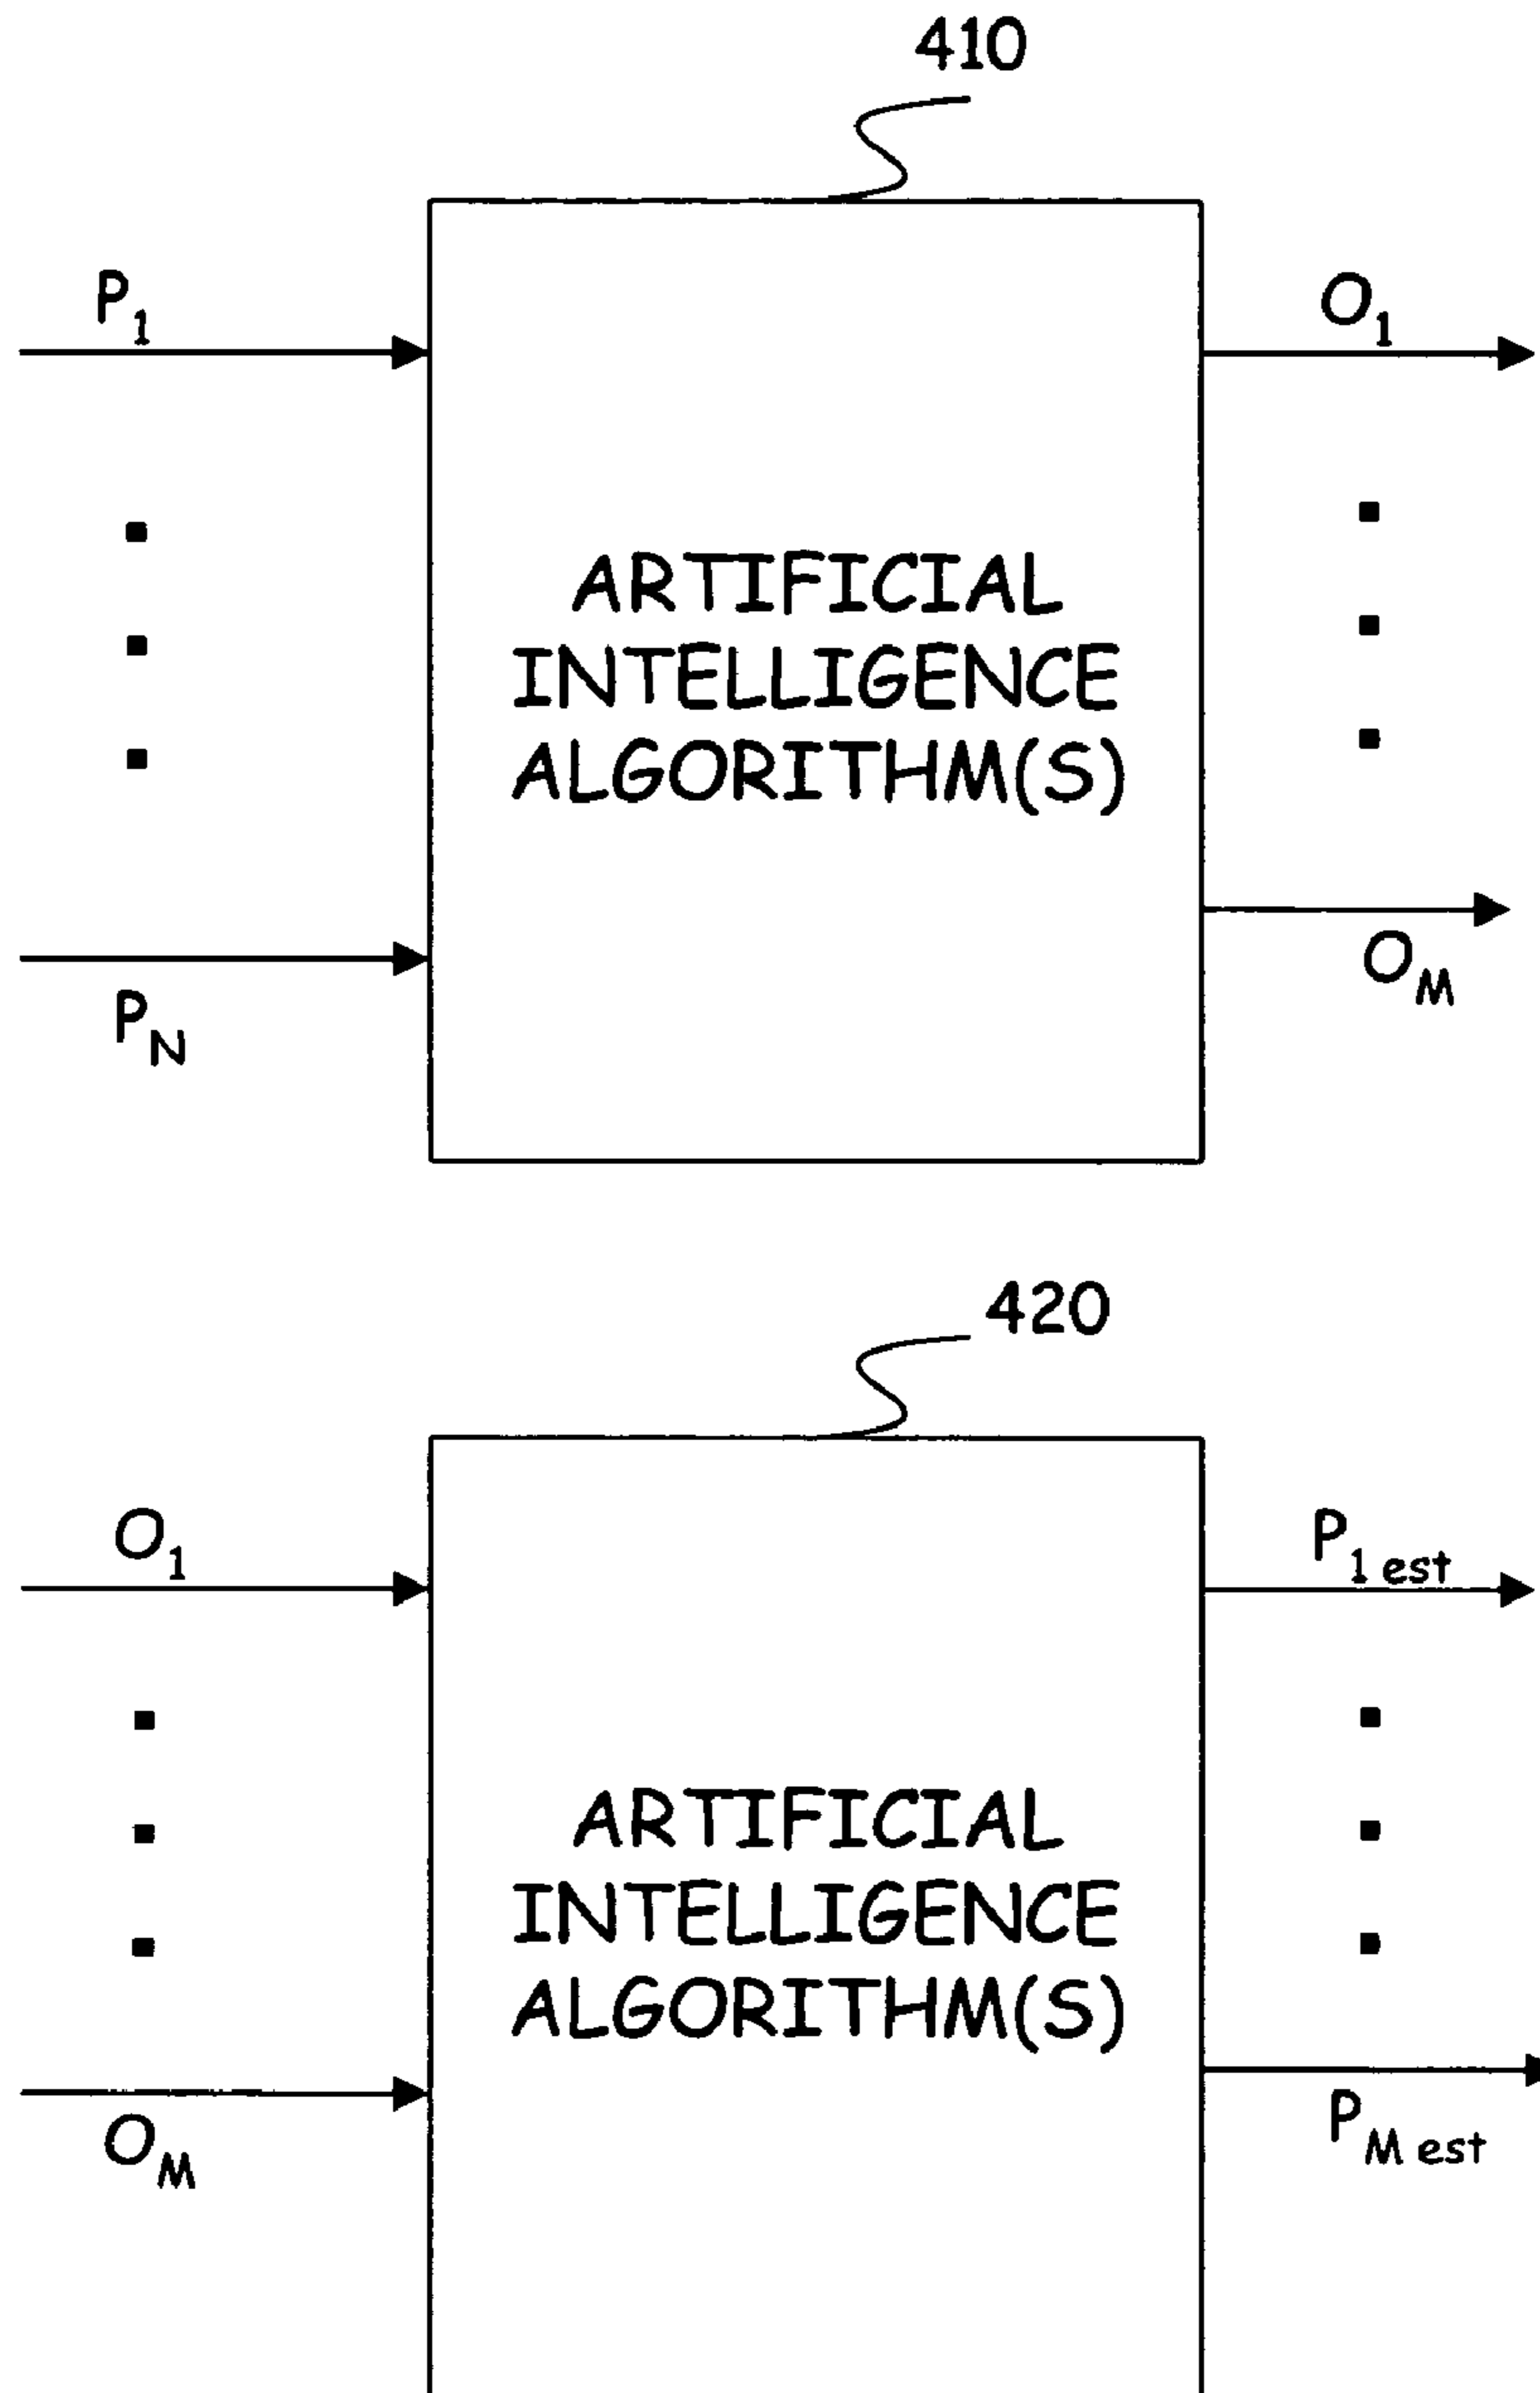 410
P1
O1
ARTIFICIAL
INTELLIGENCE
ALGORITHM(S)
PN
OM
420
O1
P1 est
ARTIFICIAL
INTELLIGENCE
ALGORITHM(S)
OM
PM est